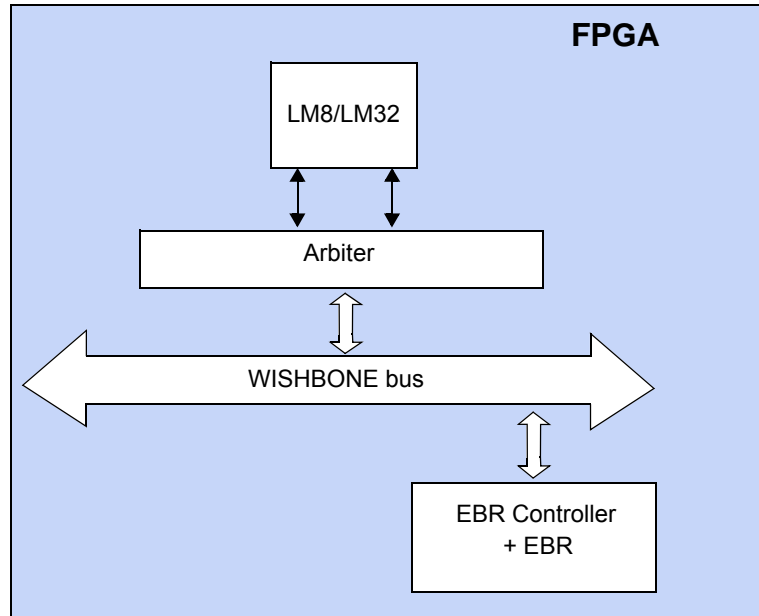 FPGA
LM8/LM32
Arbiter
WISHBONE bus
EBR Controller
+ EBR